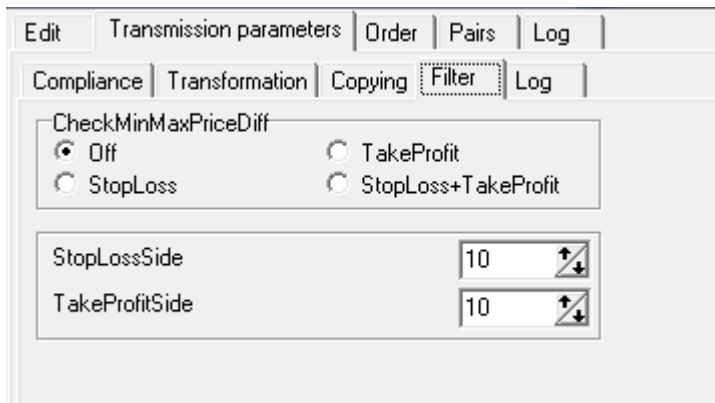 Edit Transmission parameters Order Pairs Log
Compliance Transformation Copying Filter Log
CheckMinMaxPriceDiff
Off TakeProfit
StopLoss StopLoss+TakeProfit
StopLossSide 10
TakeProfitSide 10